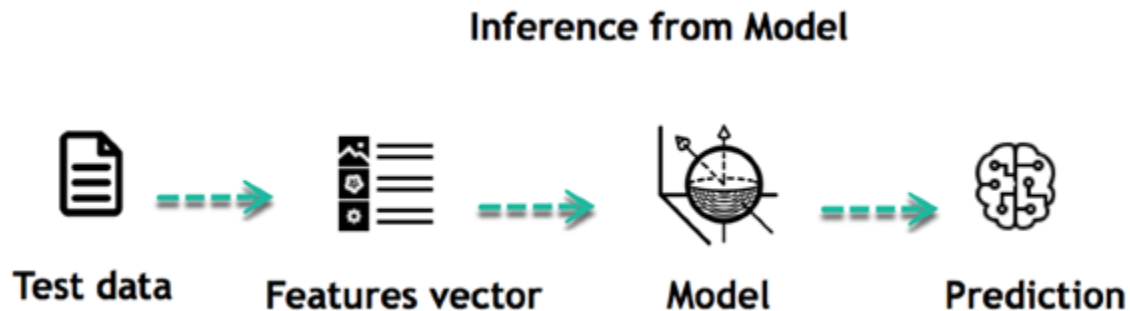 Inference from Model
Test data
Features vector
Model
Prediction